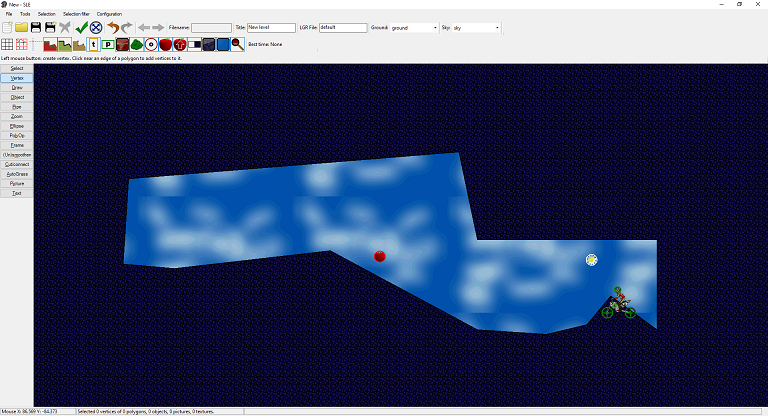 New - SLE
File Tools Selection Selection filter Configuration
Filename: Title: New level LGR File: default Ground: ground Sky: sky
t p Best time: None
Left mouse button: create vertex. Click near an edge of a polygon to add vertices to it.
Select
Vertex
Draw
Object
Pipe
Zoom
Ellipse
PolyOp
Frame
(Un)smoothen
Cut/connect
AutoGrass
Picture
Text
Mouse X: 86.569 Y: -84.373 Selected 0 vertices of 0 polygons, 0 objects, 0 pictures, 0 textures.